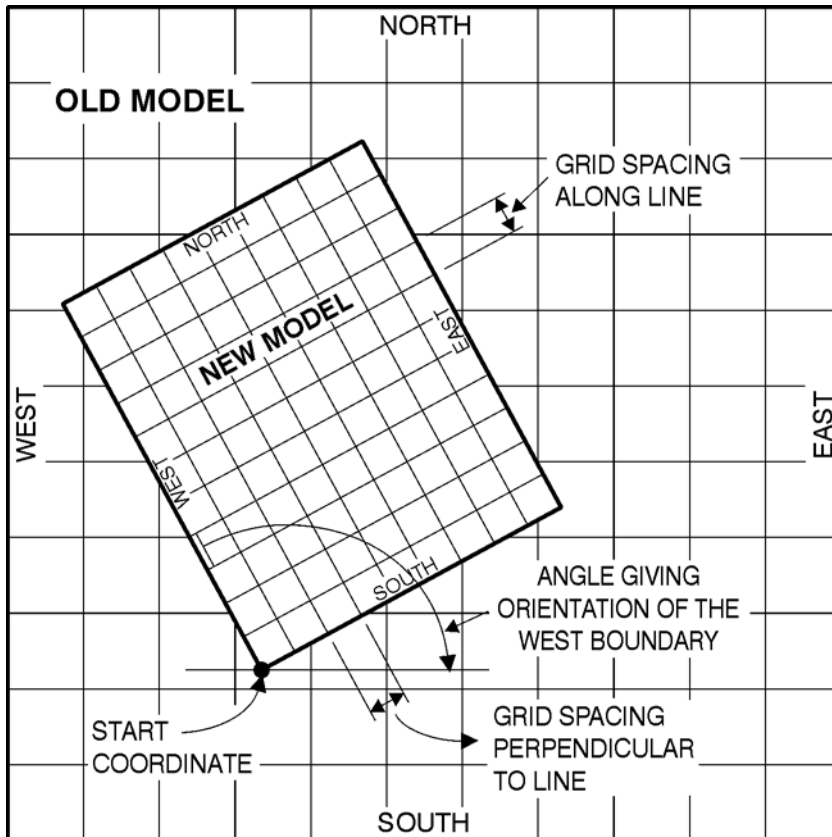 NORTH
OLD MODEL
GRID SPACING
ALONG LINE
NORTH
NEW MODEL
EAST
WEST
EAST
WEST
SOUTH
ANGLE GIVING
ORIENTATION OF THE
WEST BOUNDARY
START
COORDINATE
GRID SPACING
PERPENDICULAR
TO LINE
SOUTH